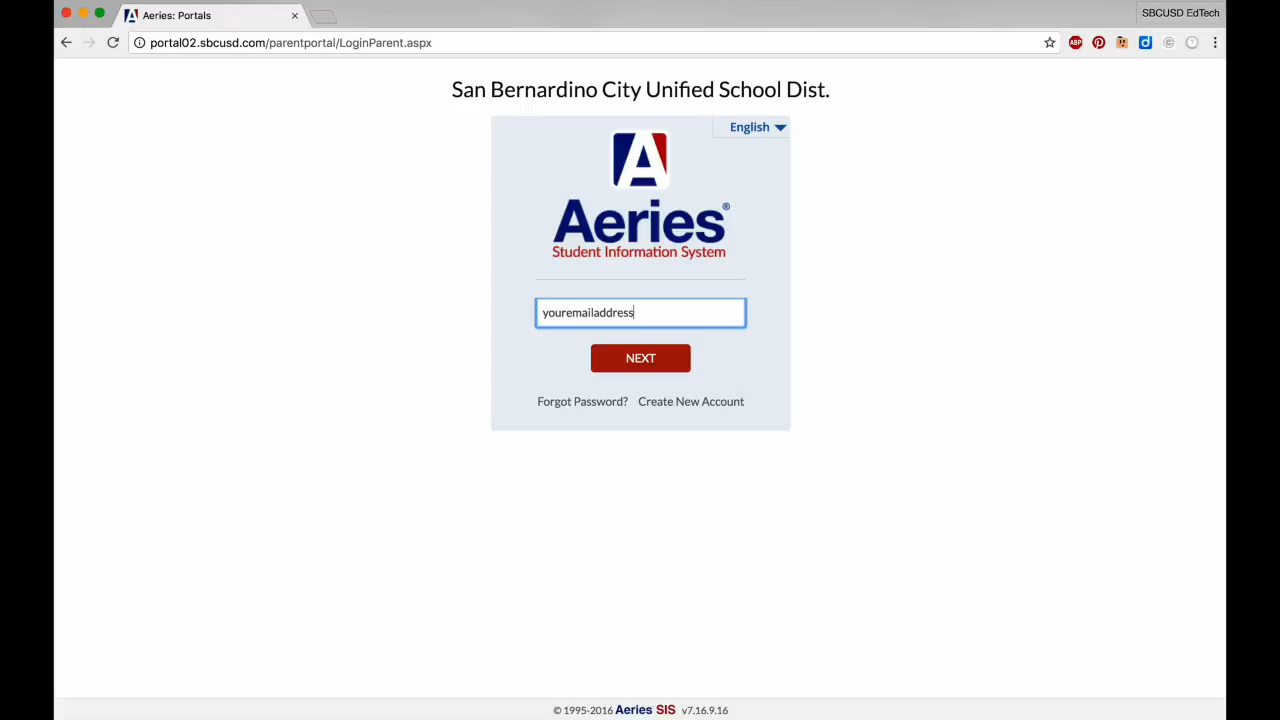 Aeries: Portals
SBCUSD EdTech
portal02.sbcusd.com/parentportal/LoginParent.aspx
ABP
San Bernardino City Unified School Dist.
English
A
Aeries®
Student Information System
youremailaddress
NEXT
Forgot Password? Create New Account
© 1995-2016 Aeries SIS v7.16.9.16